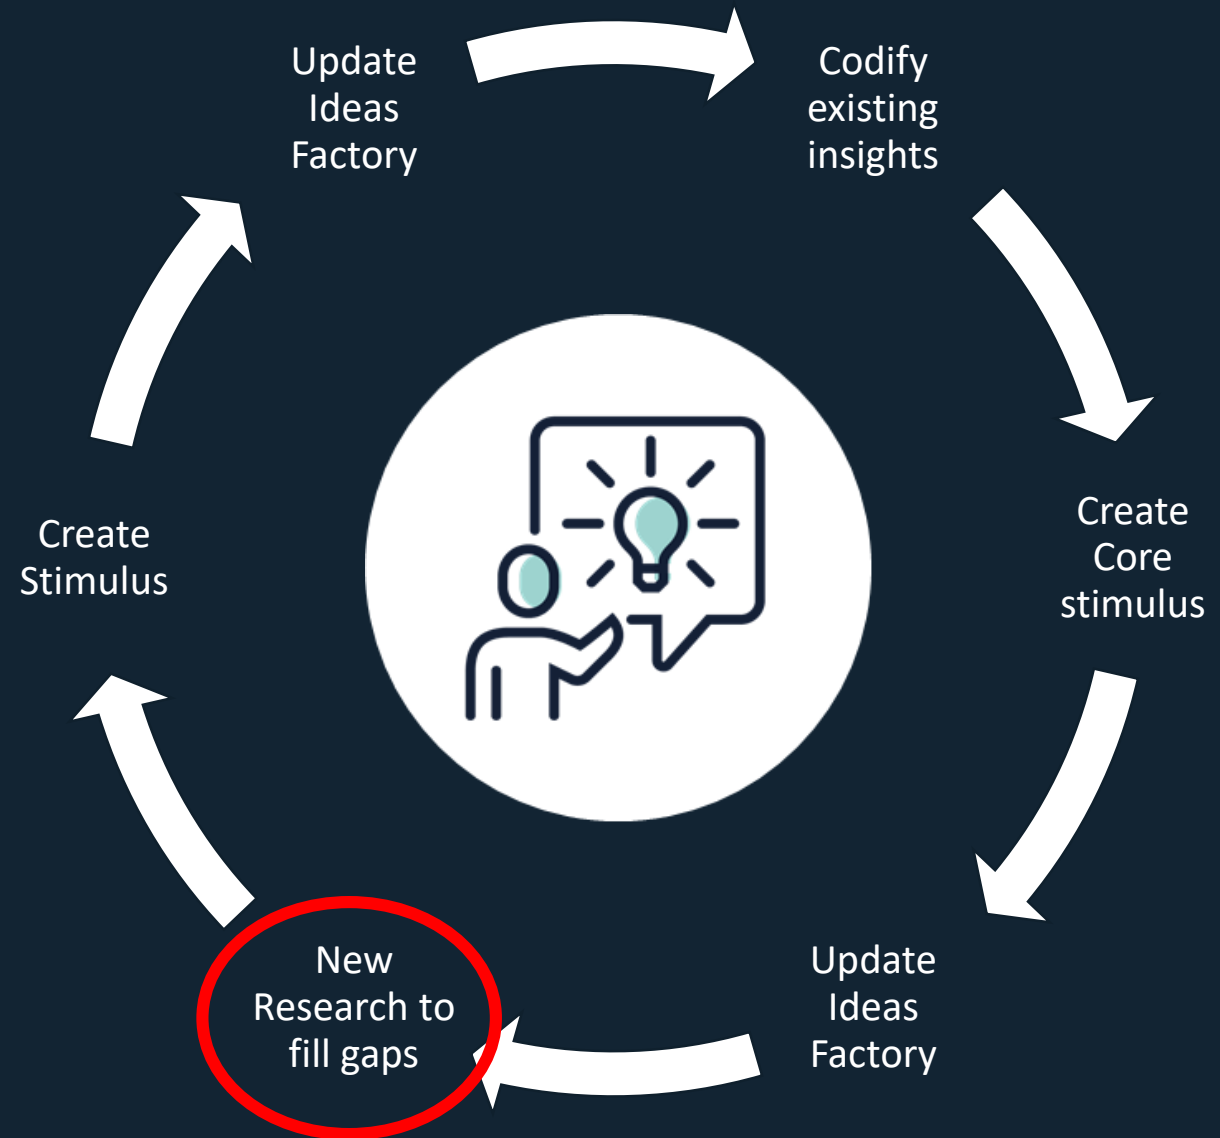 Update
Ideas
Factory
Codify
existing
insights
Create
Core
stimulus
Update
Ideas
Factory
New
Research to
fill gaps
Create
Stimulus